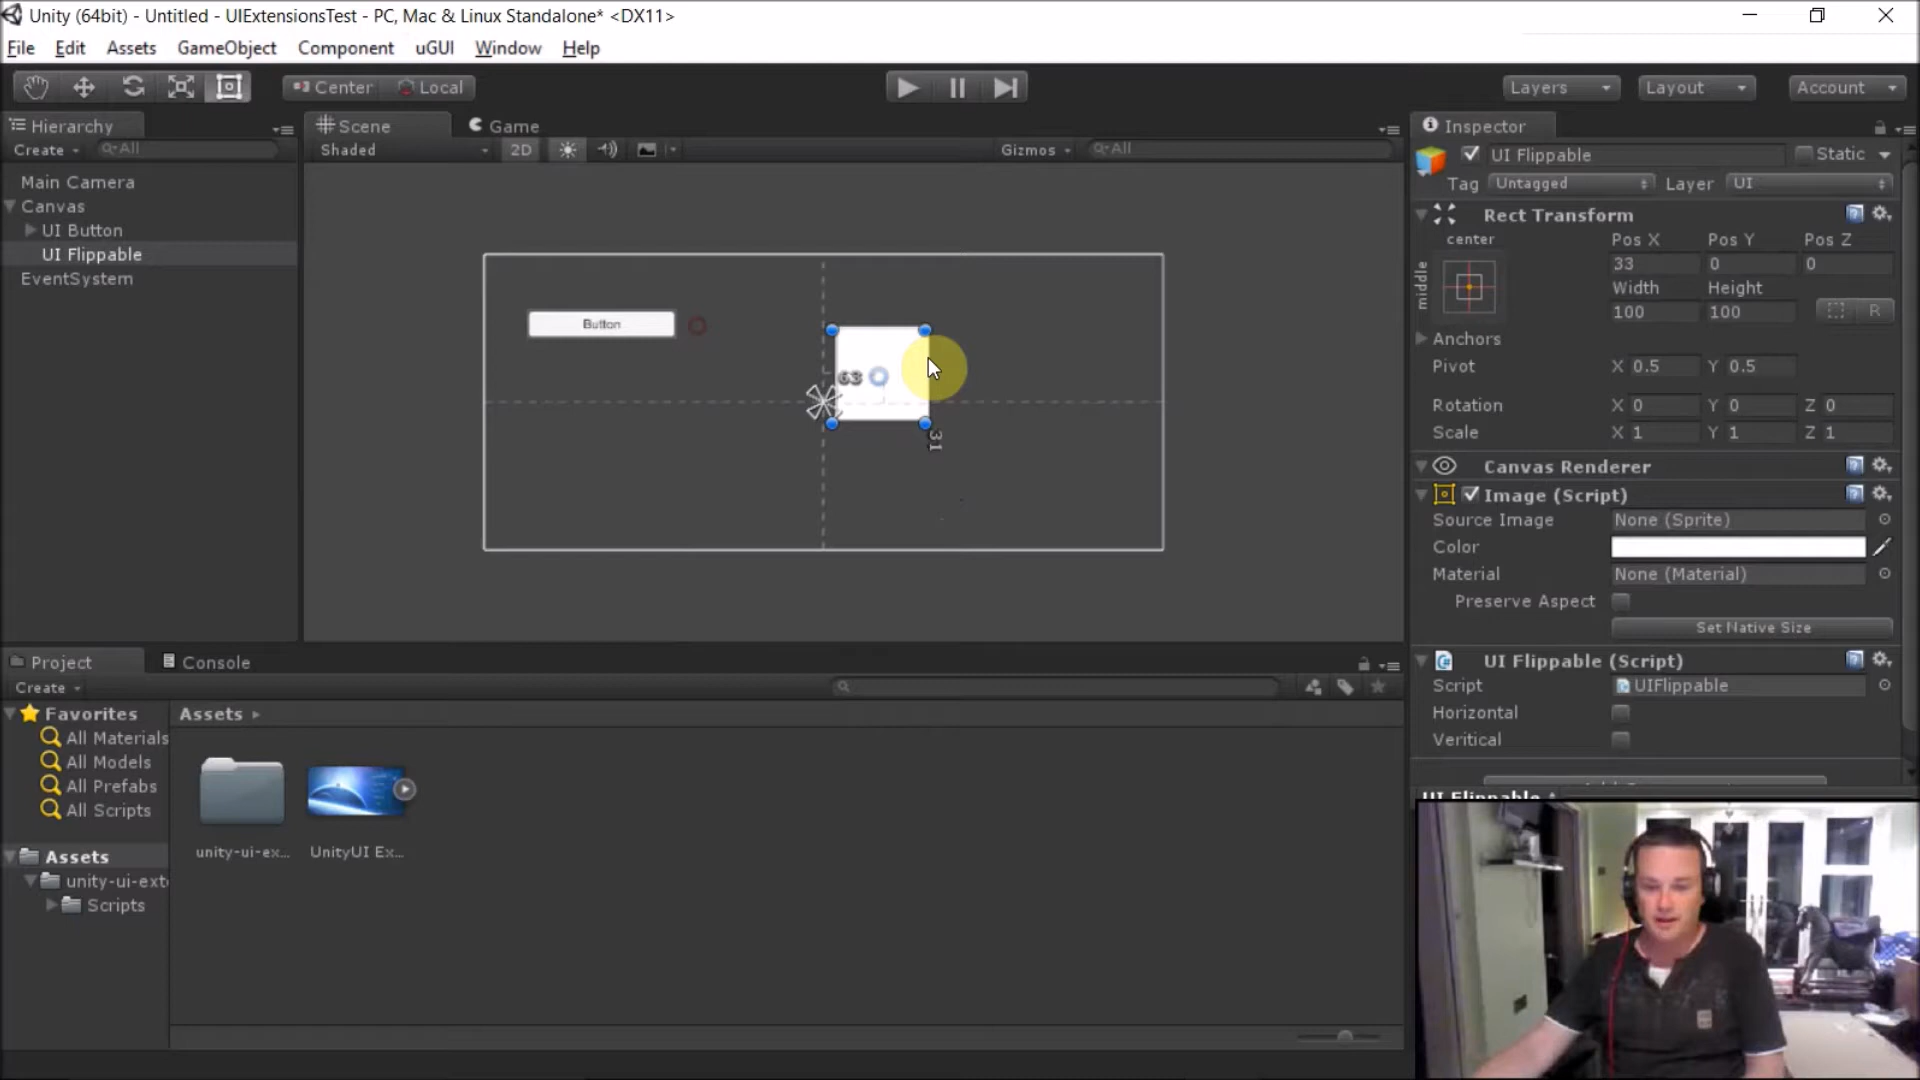 Unity (64bit) - Untitled - UIExtensionsTest - PC, Mac & Linux Standalone* <DX11>
File Edit Assets GameObject Component uGUI Window Help
Center Local Layers Layout Account
Hierarchy
Create All
Main Camera
Canvas
UI Button
UI Flippable
EventSystem
Scene Game
Shaded 2D Gizmos All
Button
63
31
Inspector
UI Flippable Static
Tag Untagged Layer UI
Rect Transform
center Pos X Pos Y Pos Z
33 0 0
middle
Width Height
100 100 R
Anchors
Pivot X 0.5 Y 0.5
Rotation X 0 Y 0 Z 0
Scale X 1 Y 1 Z 1
Canvas Renderer
Image (Script)
Source Image None (Sprite)
Color
Material None (Material)
Preserve Aspect
Set Native Size
UI Flippable (Script)
Script UIFlippable
Horizontal
Veritical
UI Flippable
Project Console
Create
Favorites
All Materials
All Models
All Prefabs
All Scripts
Assets
unity-ui-exte
Scripts
Assets
unity-ui-ex...
UnityUI Ex...